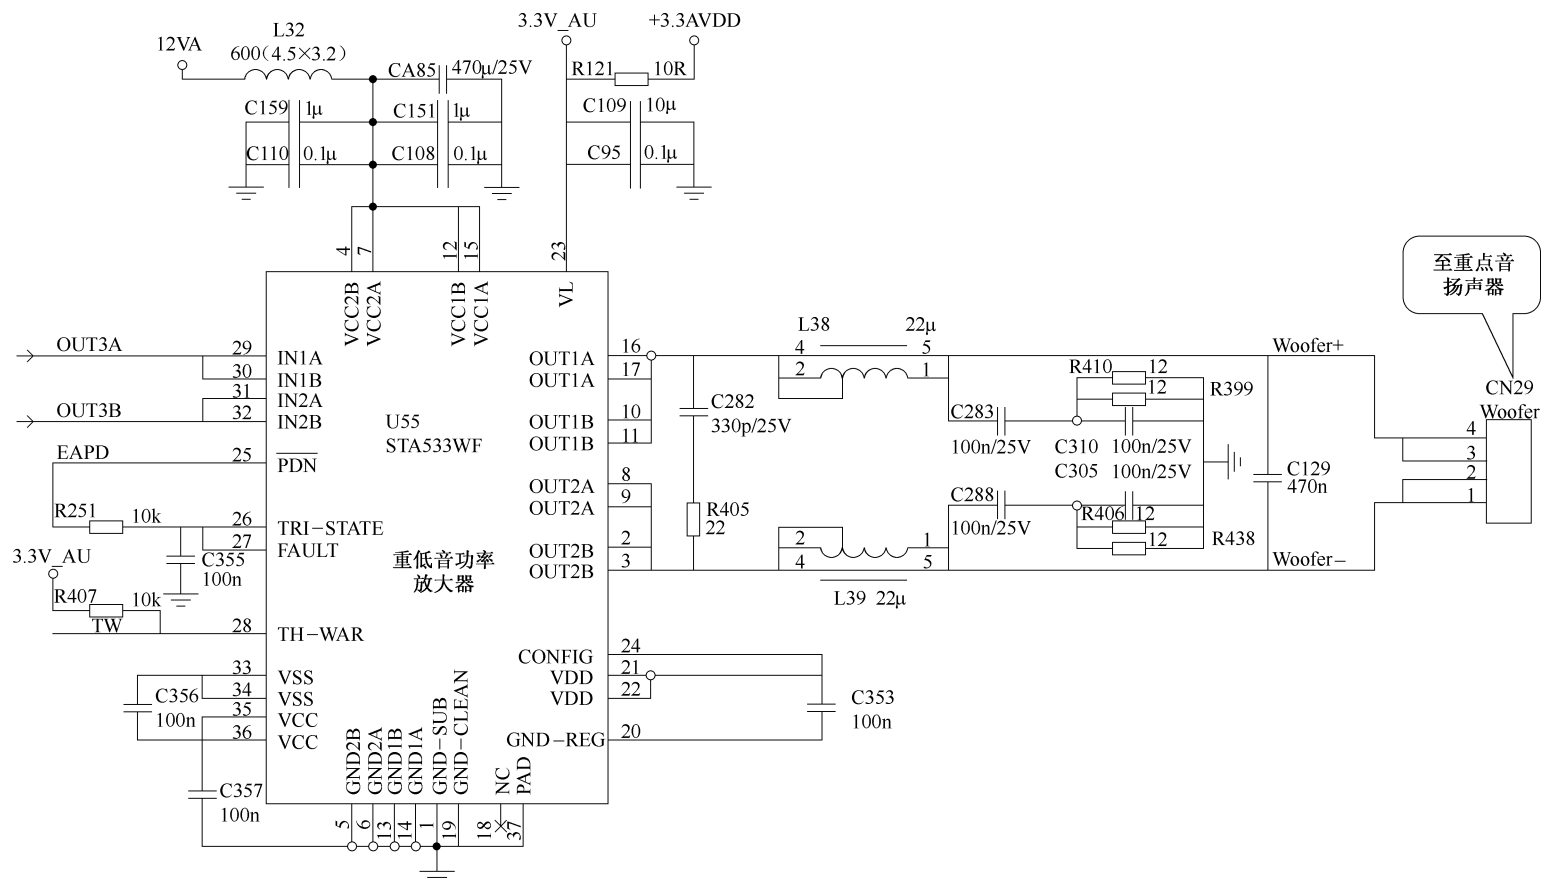 3.3V_AU
+3.3AVDD
12VA
L32
600(4.5×3.2)
CA85
470μ/25V
R121
10R
C159
1μ
C151
1μ
C109
10μ
C110
0.1μ
C108
0.1μ
C95
0.1μ
4
7
12
15
23
VCC2B
VCC2A
VCC1B
VCC1A
VL
至重点音
扬声器
OUT3A
29
IN1A
30
IN1B
31
IN2A
OUT3B
32
IN2B
EAPD
25
PDN
R251
10k
26
TRI−STATE
27
FAULT
C355
100n
3.3V_AU
R407
10k
TW
28
TH−WAR
33
VSS
34
VSS
35
VCC
36
VCC
C356
100n
C357
100n
U55
STA533WF
重低音功率
放大器
OUT1A
16
OUT1A
17
OUT1B
10
OUT1B
11
OUT2A
8
OUT2A
9
OUT2B
2
OUT2B
3
CONFIG
24
VDD
21
VDD
22
GND−REG
20
C353
100n
GND2B
GND2A
GND1B
GND1A
GND−SUB
GND−CLEAN
NC
PAD
5
6
13
14
1
19
18
37
C282
330p/25V
R405
22
L38
22μ
4
5
2
1
2
1
4
5
L39 22μ
C283
100n/25V
C288
100n/25V
R410
12
12
R399
C310
100n/25V
C305
100n/25V
R406
12
12
R438
C129
470n
Woofer+
Woofer−
CN29
Woofer
4
3
2
1